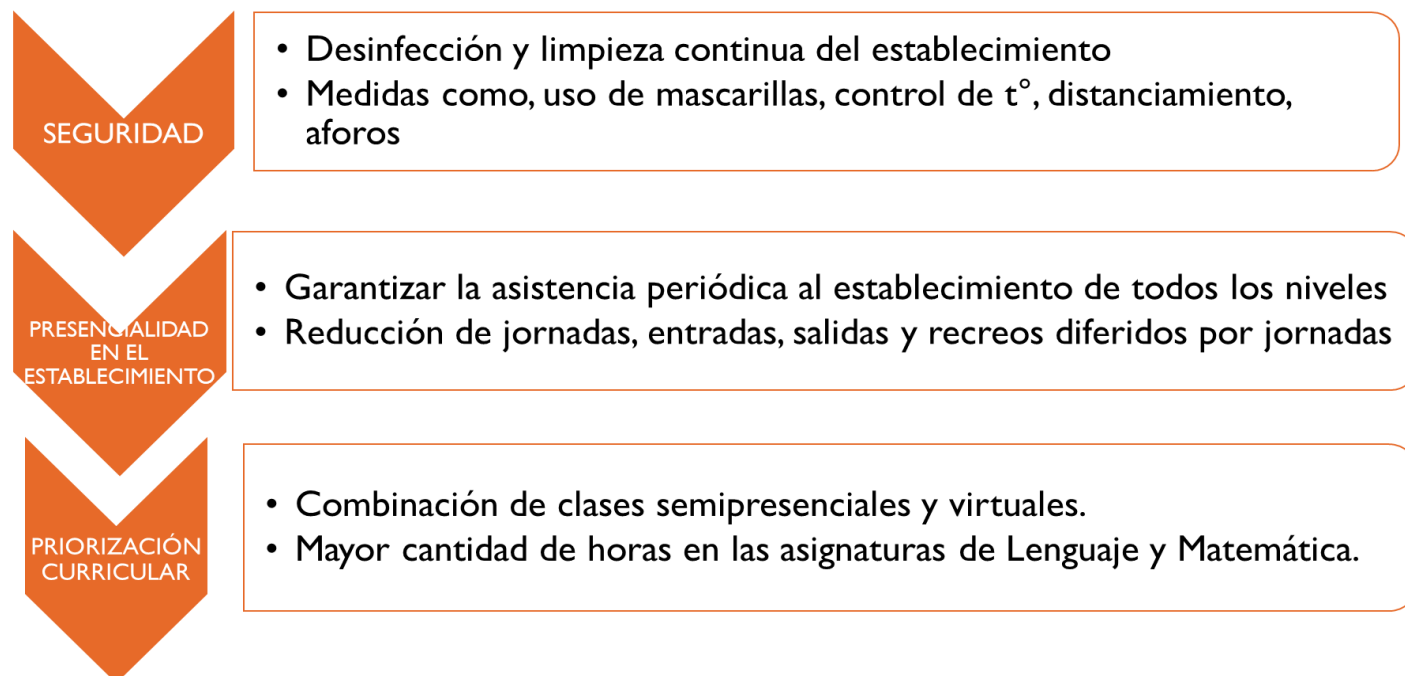 SEGURIDAD
• Desinfección y limpieza continua del establecimiento
• Medidas como, uso de mascarillas, control de t°, distanciamiento,
aforos
PRESENCIALIDAD
EN EL
ESTABLECIMIENTO
• Garantizar la asistencia periódica al establecimiento de todos los niveles
• Reducción de jornadas, entradas, salidas y recreos diferidos por jornadas
PRIORIZACIÓN
CURRICULAR
• Combinación de clases semipresenciales y virtuales.
• Mayor cantidad de horas en las asignaturas de Lenguaje y Matemática.